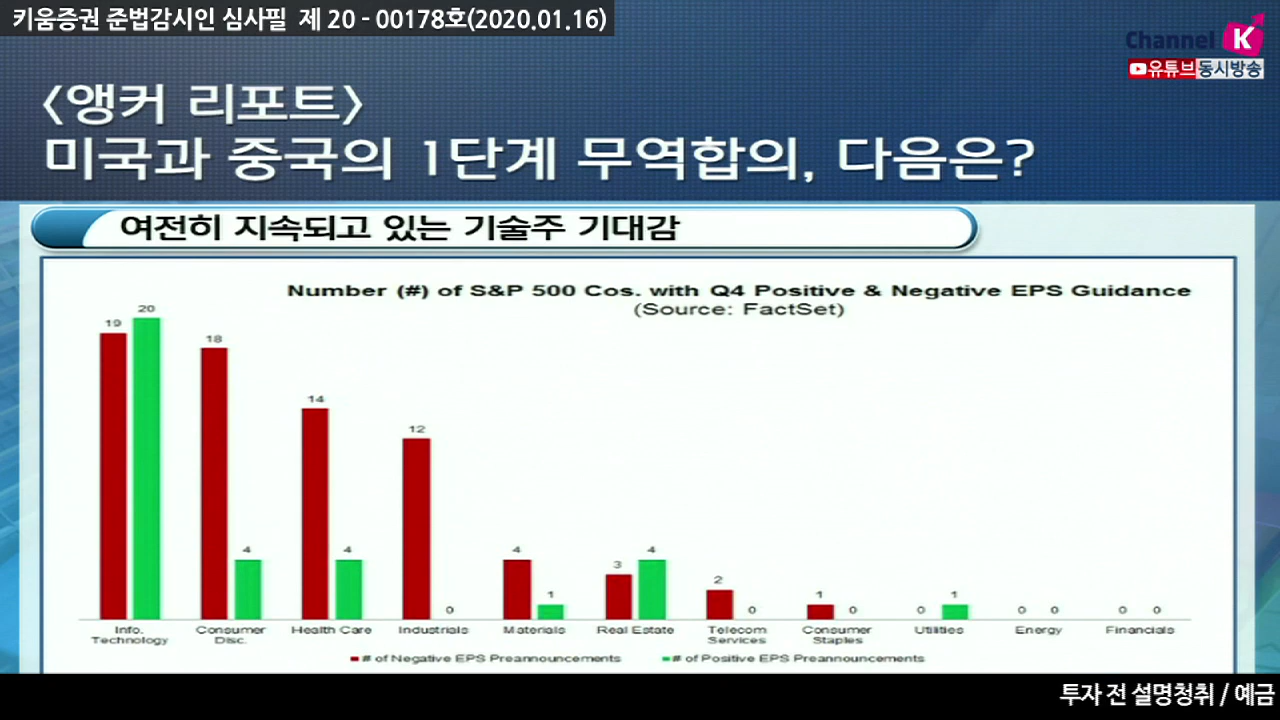 키움증권 준법감시인 심사필 제 20 - 00178호(2020.01.16)
Channel K
유튜브동시방송
<앵커 리포트>
미국과 중국의 1단계 무역합의, 다음은?
여전히 지속되고 있는 기술주 기대감
Number (#) of S&P 500 Cos. with Q4 Positive & Negative EPS Guidance
(Source: FactSet)
19 20 18 4 14 4 12 0 4 1 3 4 2 0 1 0 0 1 0 0 0 0
Info. Technology Consumer Disc. Health Care Industrials Materials Real Estate Telecom Services Consumer Staples Utilities Energy Financials
# of Negative EPS Preannouncements # of Positive EPS Preannouncements
투자 전 설명청취 / 예금